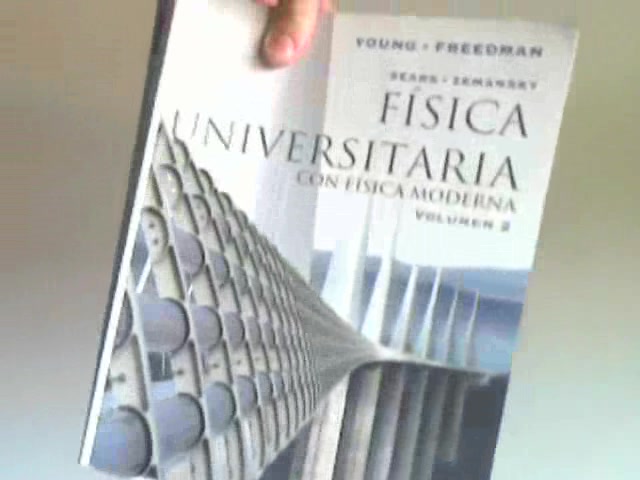 YOUNG • FREEDMAN
SEARS • ZEMANSKY
FÍSICA
UNIVERSITARIA
CON FÍSICA MODERNA
VOLUMEN 2